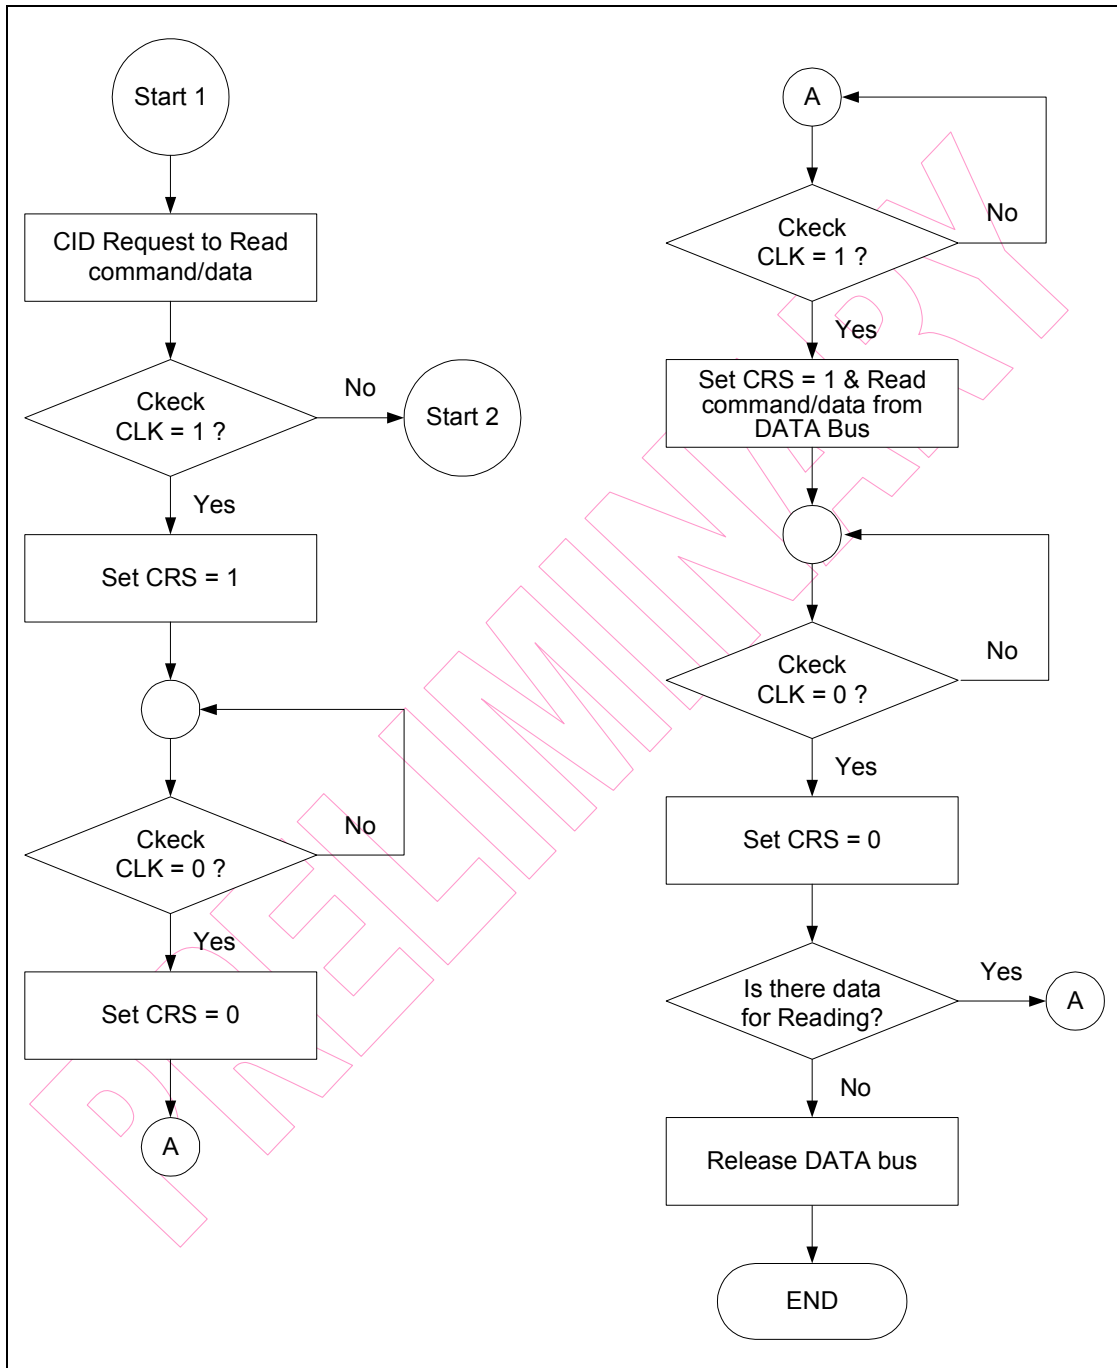 Start 1
CID Request to Read
command/data
Ckeck
CLK = 1 ?
No
Start 2
Yes
Set CRS = 1
Ckeck
CLK = 0 ?
No
Yes
Set CRS = 0
A
A
Ckeck
CLK = 1 ?
No
Yes
Set CRS = 1 & Read
command/data from
DATA Bus
Ckeck
CLK = 0 ?
No
Yes
Set CRS = 0
Is there data
for Reading?
Yes
A
No
Release DATA bus
END
PRELIMINARY